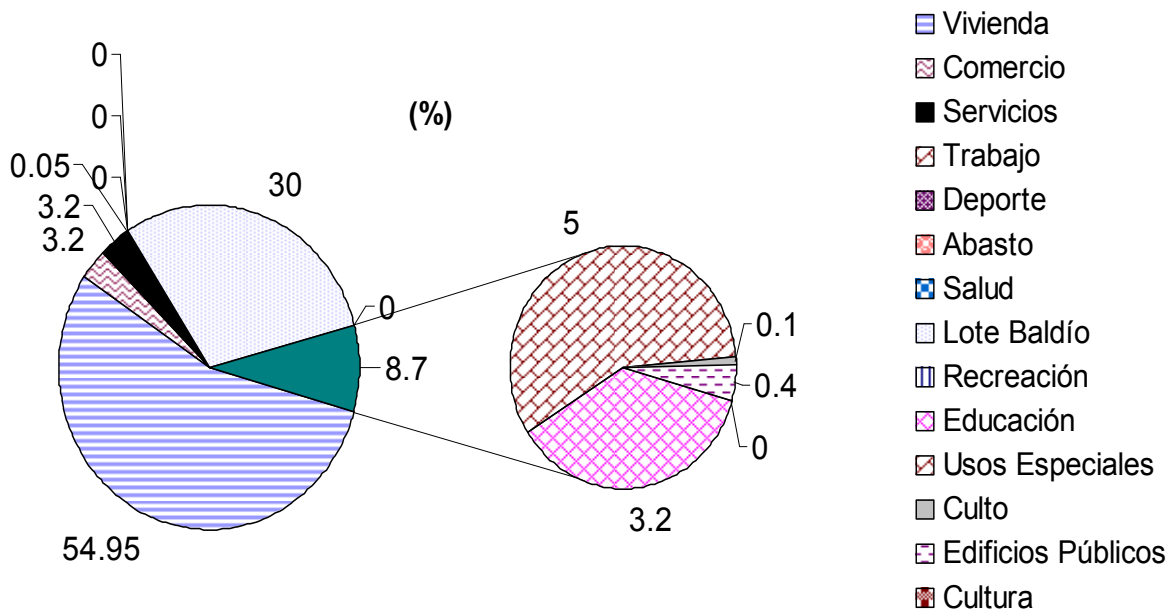 (%)
0
0
0.05
0
3.2
3.2
30
0
8.7
54.95
5
0.1
0.4
0
3.2
Vivienda
Comercio
Servicios
Trabajo
Deporte
Abasto
Salud
Lote Baldío
Recreación
Educación
Usos Especiales
Culto
Edificios Públicos
Cultura